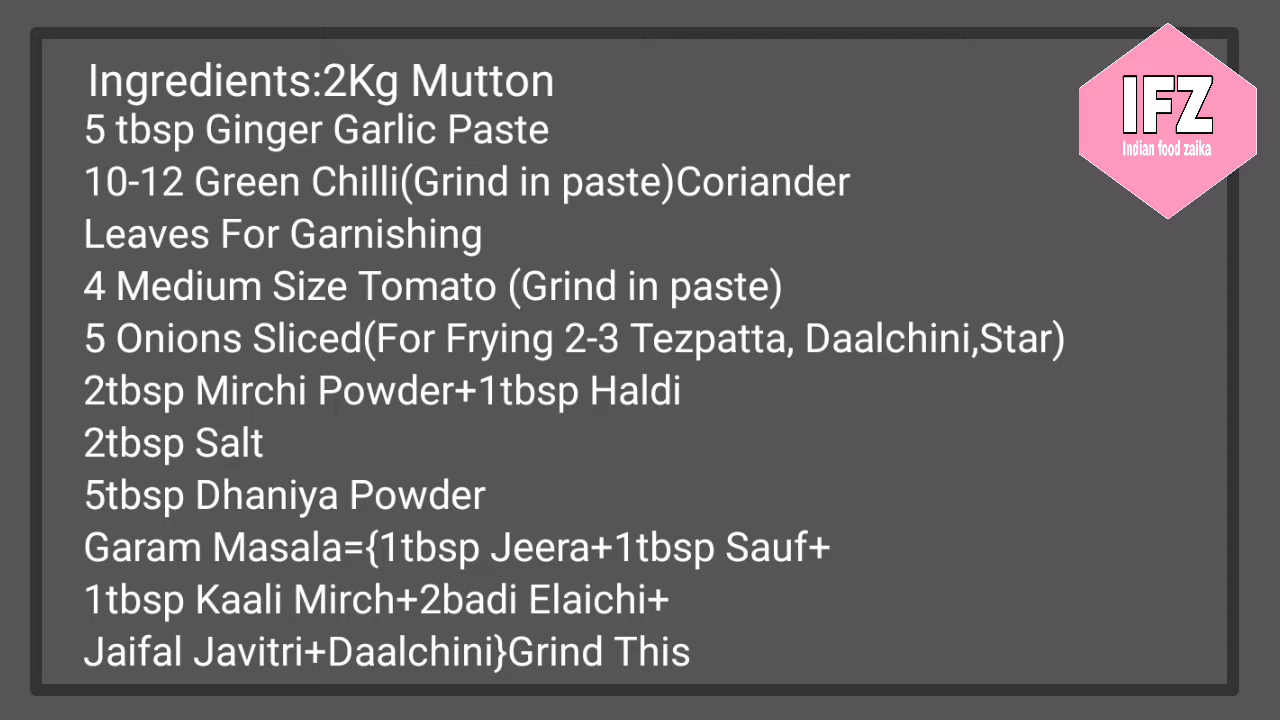 Ingredients:2Kg Mutton
5 tbsp Ginger Garlic Paste
10-12 Green Chilli(Grind in paste)Coriander
Leaves For Garnishing
4 Medium Size Tomato (Grind in paste)
5 Onions Sliced(For Frying 2-3 Tezpatta, Daalchini,Star)
2tbsp Mirchi Powder+1tbsp Haldi
2tbsp Salt
5tbsp Dhaniya Powder
Garam Masala={1tbsp Jeera+1tbsp Sauf+
1tbsp Kaali Mirch+2badi Elaichi+
Jaifal Javitri+Daalchini}Grind This
IFZ
Indian food zaika